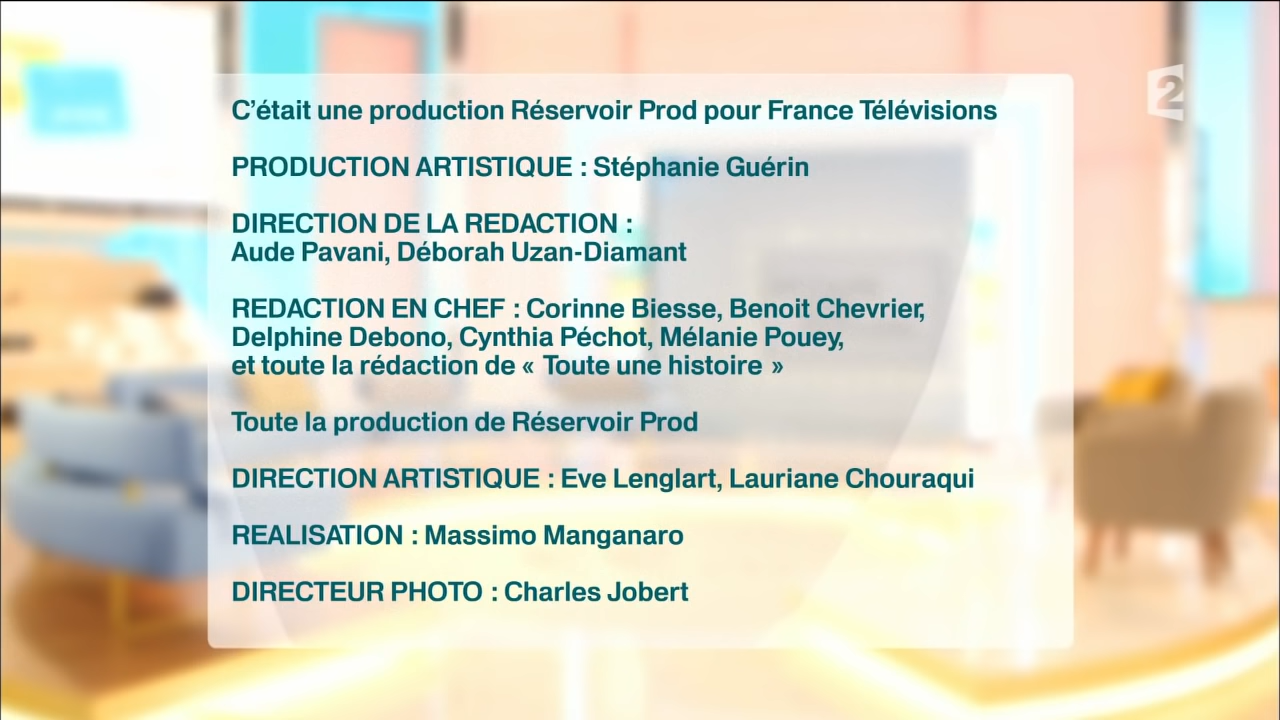 C'était une production Réservoir Prod pour France Télévisions
PRODUCTION ARTISTIQUE : Stéphanie Guérin
DIRECTION DE LA REDACTION :
Aude Pavani, Déborah Uzan-Diamant
REDACTION EN CHEF : Corinne Biesse, Benoit Chevrier,
Delphine Debono, Cynthia Péchot, Mélanie Pouey,
et toute la rédaction de « Toute une histoire »
Toute la production de Réservoir Prod
DIRECTION ARTISTIQUE : Eve Lenglart, Lauriane Chouraqui
REALISATION : Massimo Manganaro
DIRECTEUR PHOTO : Charles Jobert
2